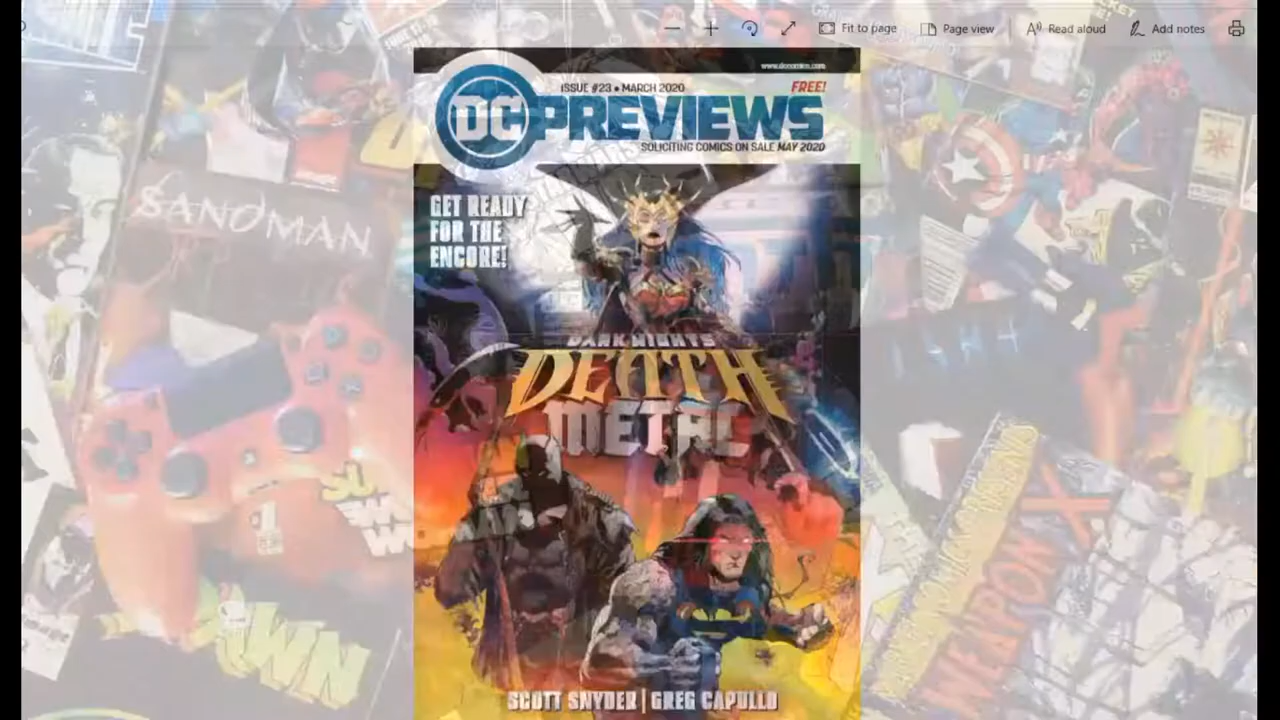 Fit to page
Page view
Read aloud
Add notes
www.dccomics.com
ISSUE #23 • MARCH 2020
FREE!
DC PREVIEWS
SOLICITING COMICS ON SALE MAY 2020
GET READY
FOR THE
ENCORE!
SANDMAN
DARK NIGHTS
DEATH
METAL
WEAPON X
SCOTT SNYDER | GREG CAPULLO